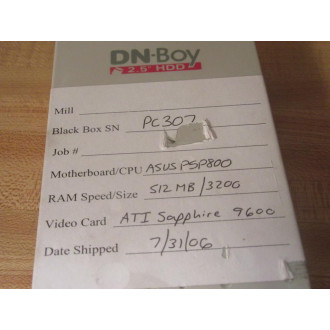 DN-Boy
2.5" HDD
Mill
Black Box SN PC307
Job #
Motherboard/CPU ASUS P5P800
RAM Speed/Size 512 MB/3200
Video Card ATI Sapphire 9600
Date Shipped 7/31/06